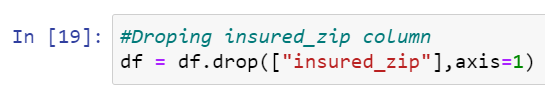 In [19]: #Droping insured_zip column
df = df.drop(["insured_zip"],axis=1)